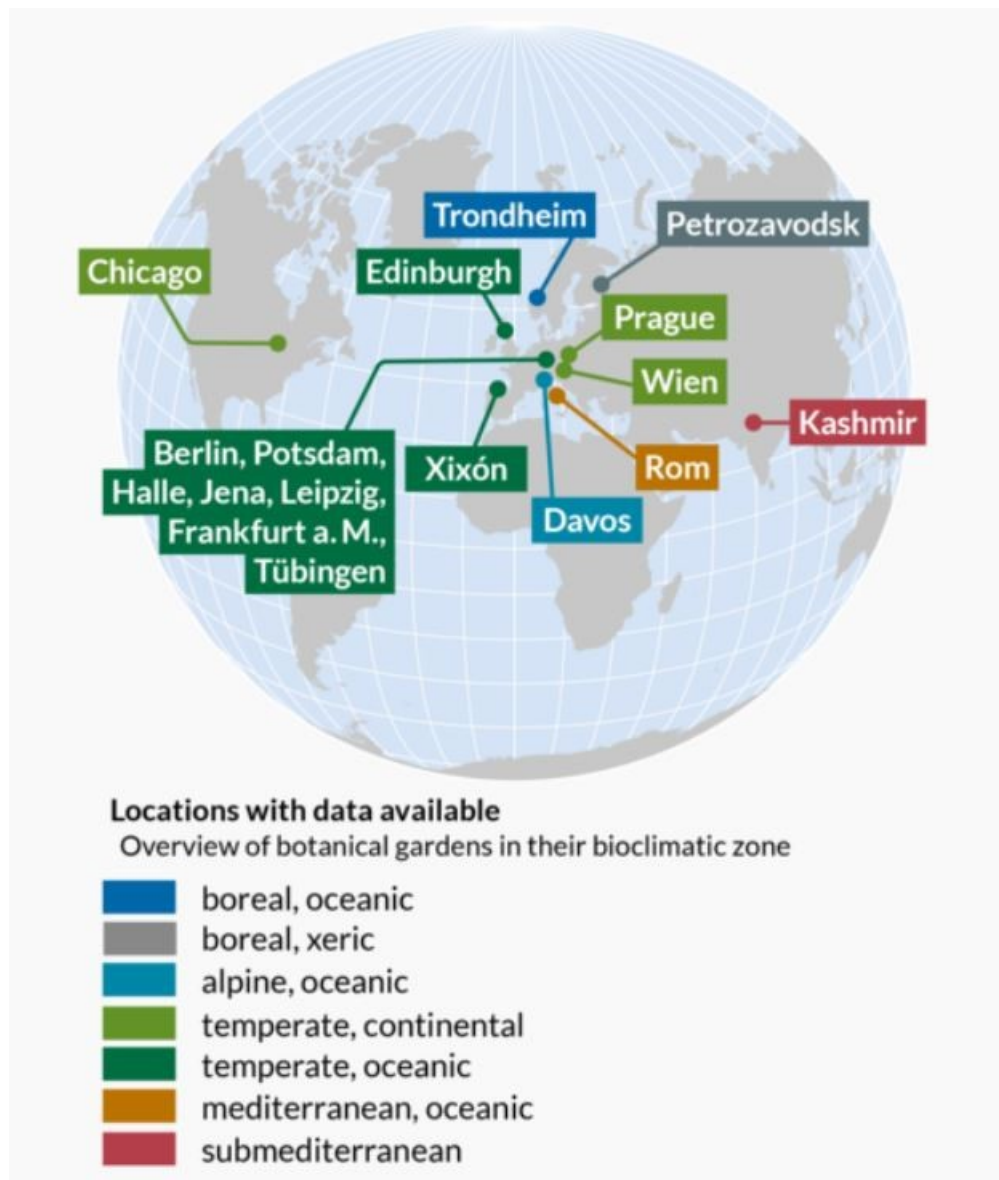 Trondheim
Petrozavodsk
Chicago
Edinburgh
Prague
Wien
Kashmir
Berlin, Potsdam,
Halle, Jena, Leipzig,
Frankfurt a. M.,
Tübingen
Xixón
Rom
Davos
Locations with data available
Overview of botanical gardens in their bioclimatic zone
boreal, oceanic
boreal, xeric
alpine, oceanic
temperate, continental
temperate, oceanic
mediterranean, oceanic
submediterranean